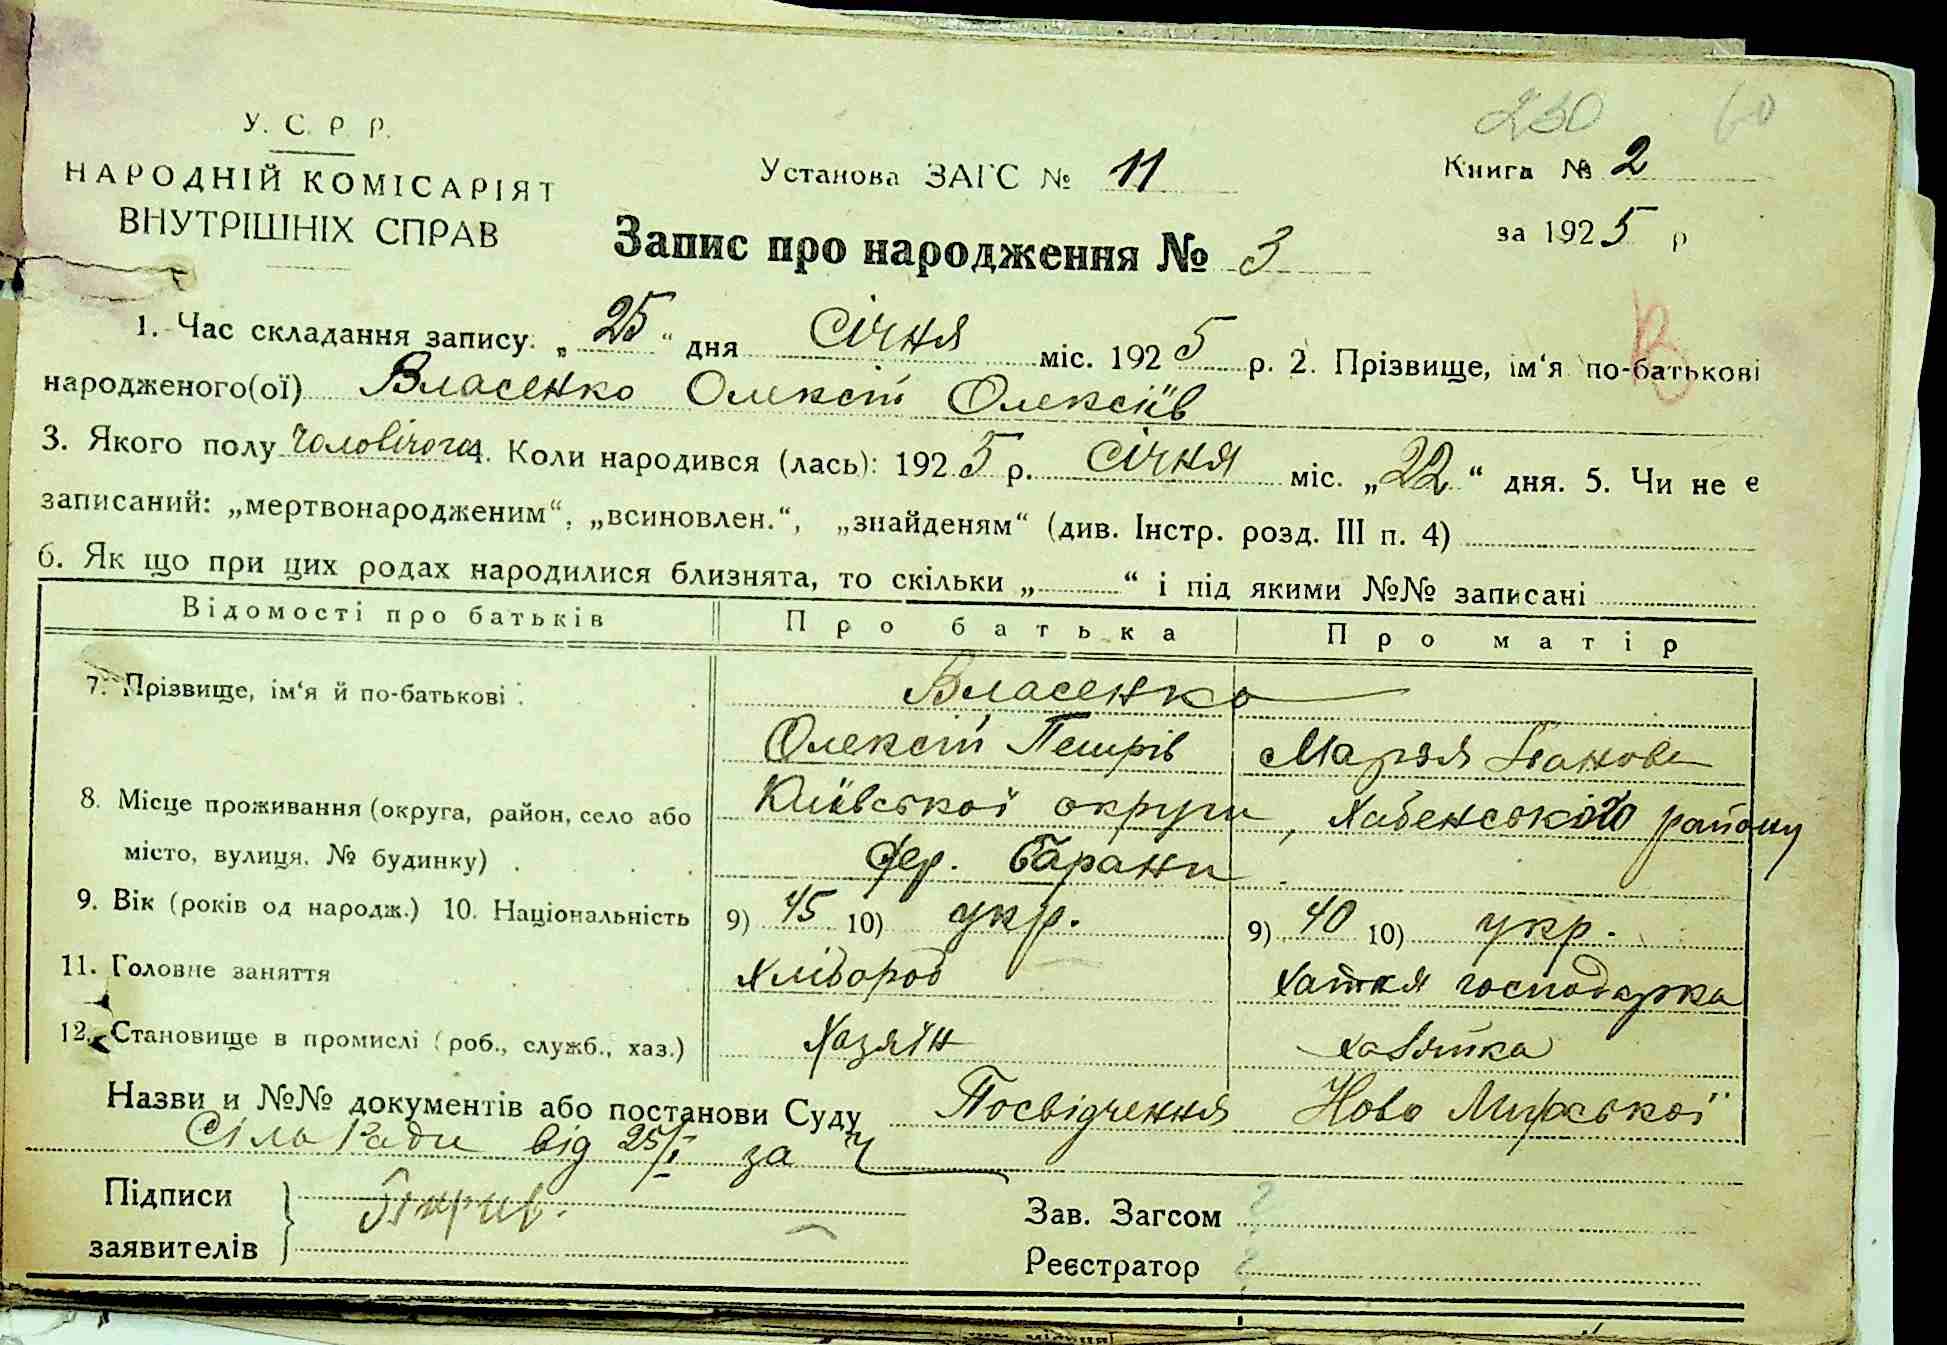 230 60
У. С. Р. Р.
НАРОДНІЙ КОМІСАРІЯТ
ВНУТРІШНІХ СПРАВ
Установа ЗАГС № 11
Книга № 2
за 1925 р
Запис про народження № 3
В
1. Час складання запису: „25“ дня Січня міс. 1925 р. 2. Прізвище, ім‘я по-батькові
народженого(ої) Власенко Олексій Олексіїв
3. Якого полу чоловічого 4. Коли народився (лась): 1925 р. Січня міс. „22“ дня. 5. Чи не є
записаний: „мертвонародженим“, „всиновлен.“, „знайденям“ (див. Інстр. розд. III п. 4)
6. Як що при цих родах народилися близнята, то скільки „ “ і під якими №№ записані
Відомості про батьків Про батька Про матір
7. Прізвище, ім‘я й по-батькові: Власенко
Олексій Петрів Марія Іванова
8. Місце проживання (округа, район, село або Київської округи, Хабенського району
місто, вулиця. № будинку) Барани
9. Вік (років од народж.) 10. Національність 9) 45 10) укр. 9) 40 10) укр.
11. Головне заняття хлібороб хатня господарка
12. Становище в промислі (роб., служб., хаз.) хазяїн хазяйка
Назви и №№ документів або постанови Суду Посвідчення Ново Мирської
Сільради від 25/I за Ч
Підписи
заявителів
Зав. Загсом
Реєстратор